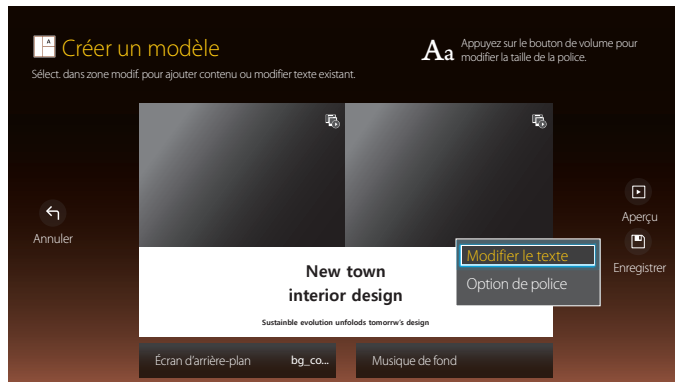 A
Créer un modèle
Sélect. dans zone modif. pour ajouter contenu ou modifier texte existant.
Aa
Appuyez sur le bouton de volume pour
modifier la taille de la police.
Annuler
Aperçu
Enregistrer
Modifier le texte
Option de police
New town
interior design
Sustainble evolution unfolods tomorrw's design
Écran d'arrière-plan bg_co...
Musique de fond